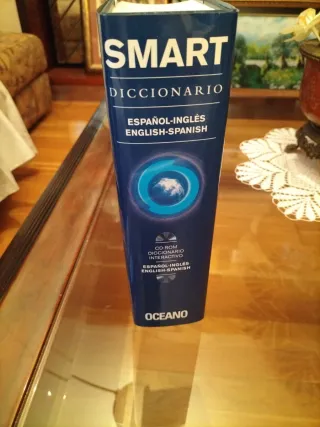 SMART
DICCIONARIO
ESPAÑOL-INGLÉS
ENGLISH-SPANISH
CD-ROM
DICCIONARIO
INTERACTIVO
ESPAÑOL-INGLÉS
ENGLISH-SPANISH
OCEANO